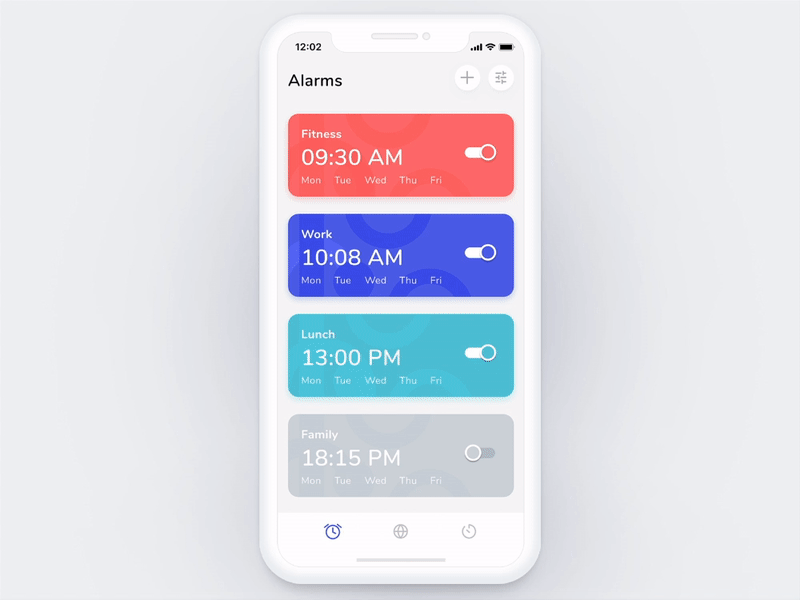 12:02
Alarms
Fitness
09:30 AM
Mon Tue Wed Thu Fri
Work
10:08 AM
Mon Tue Wed Thu Fri
Lunch
13:00 PM
Mon Tue Wed Thu Fri
Family
18:15 PM
Mon Tue Wed Thu Fri